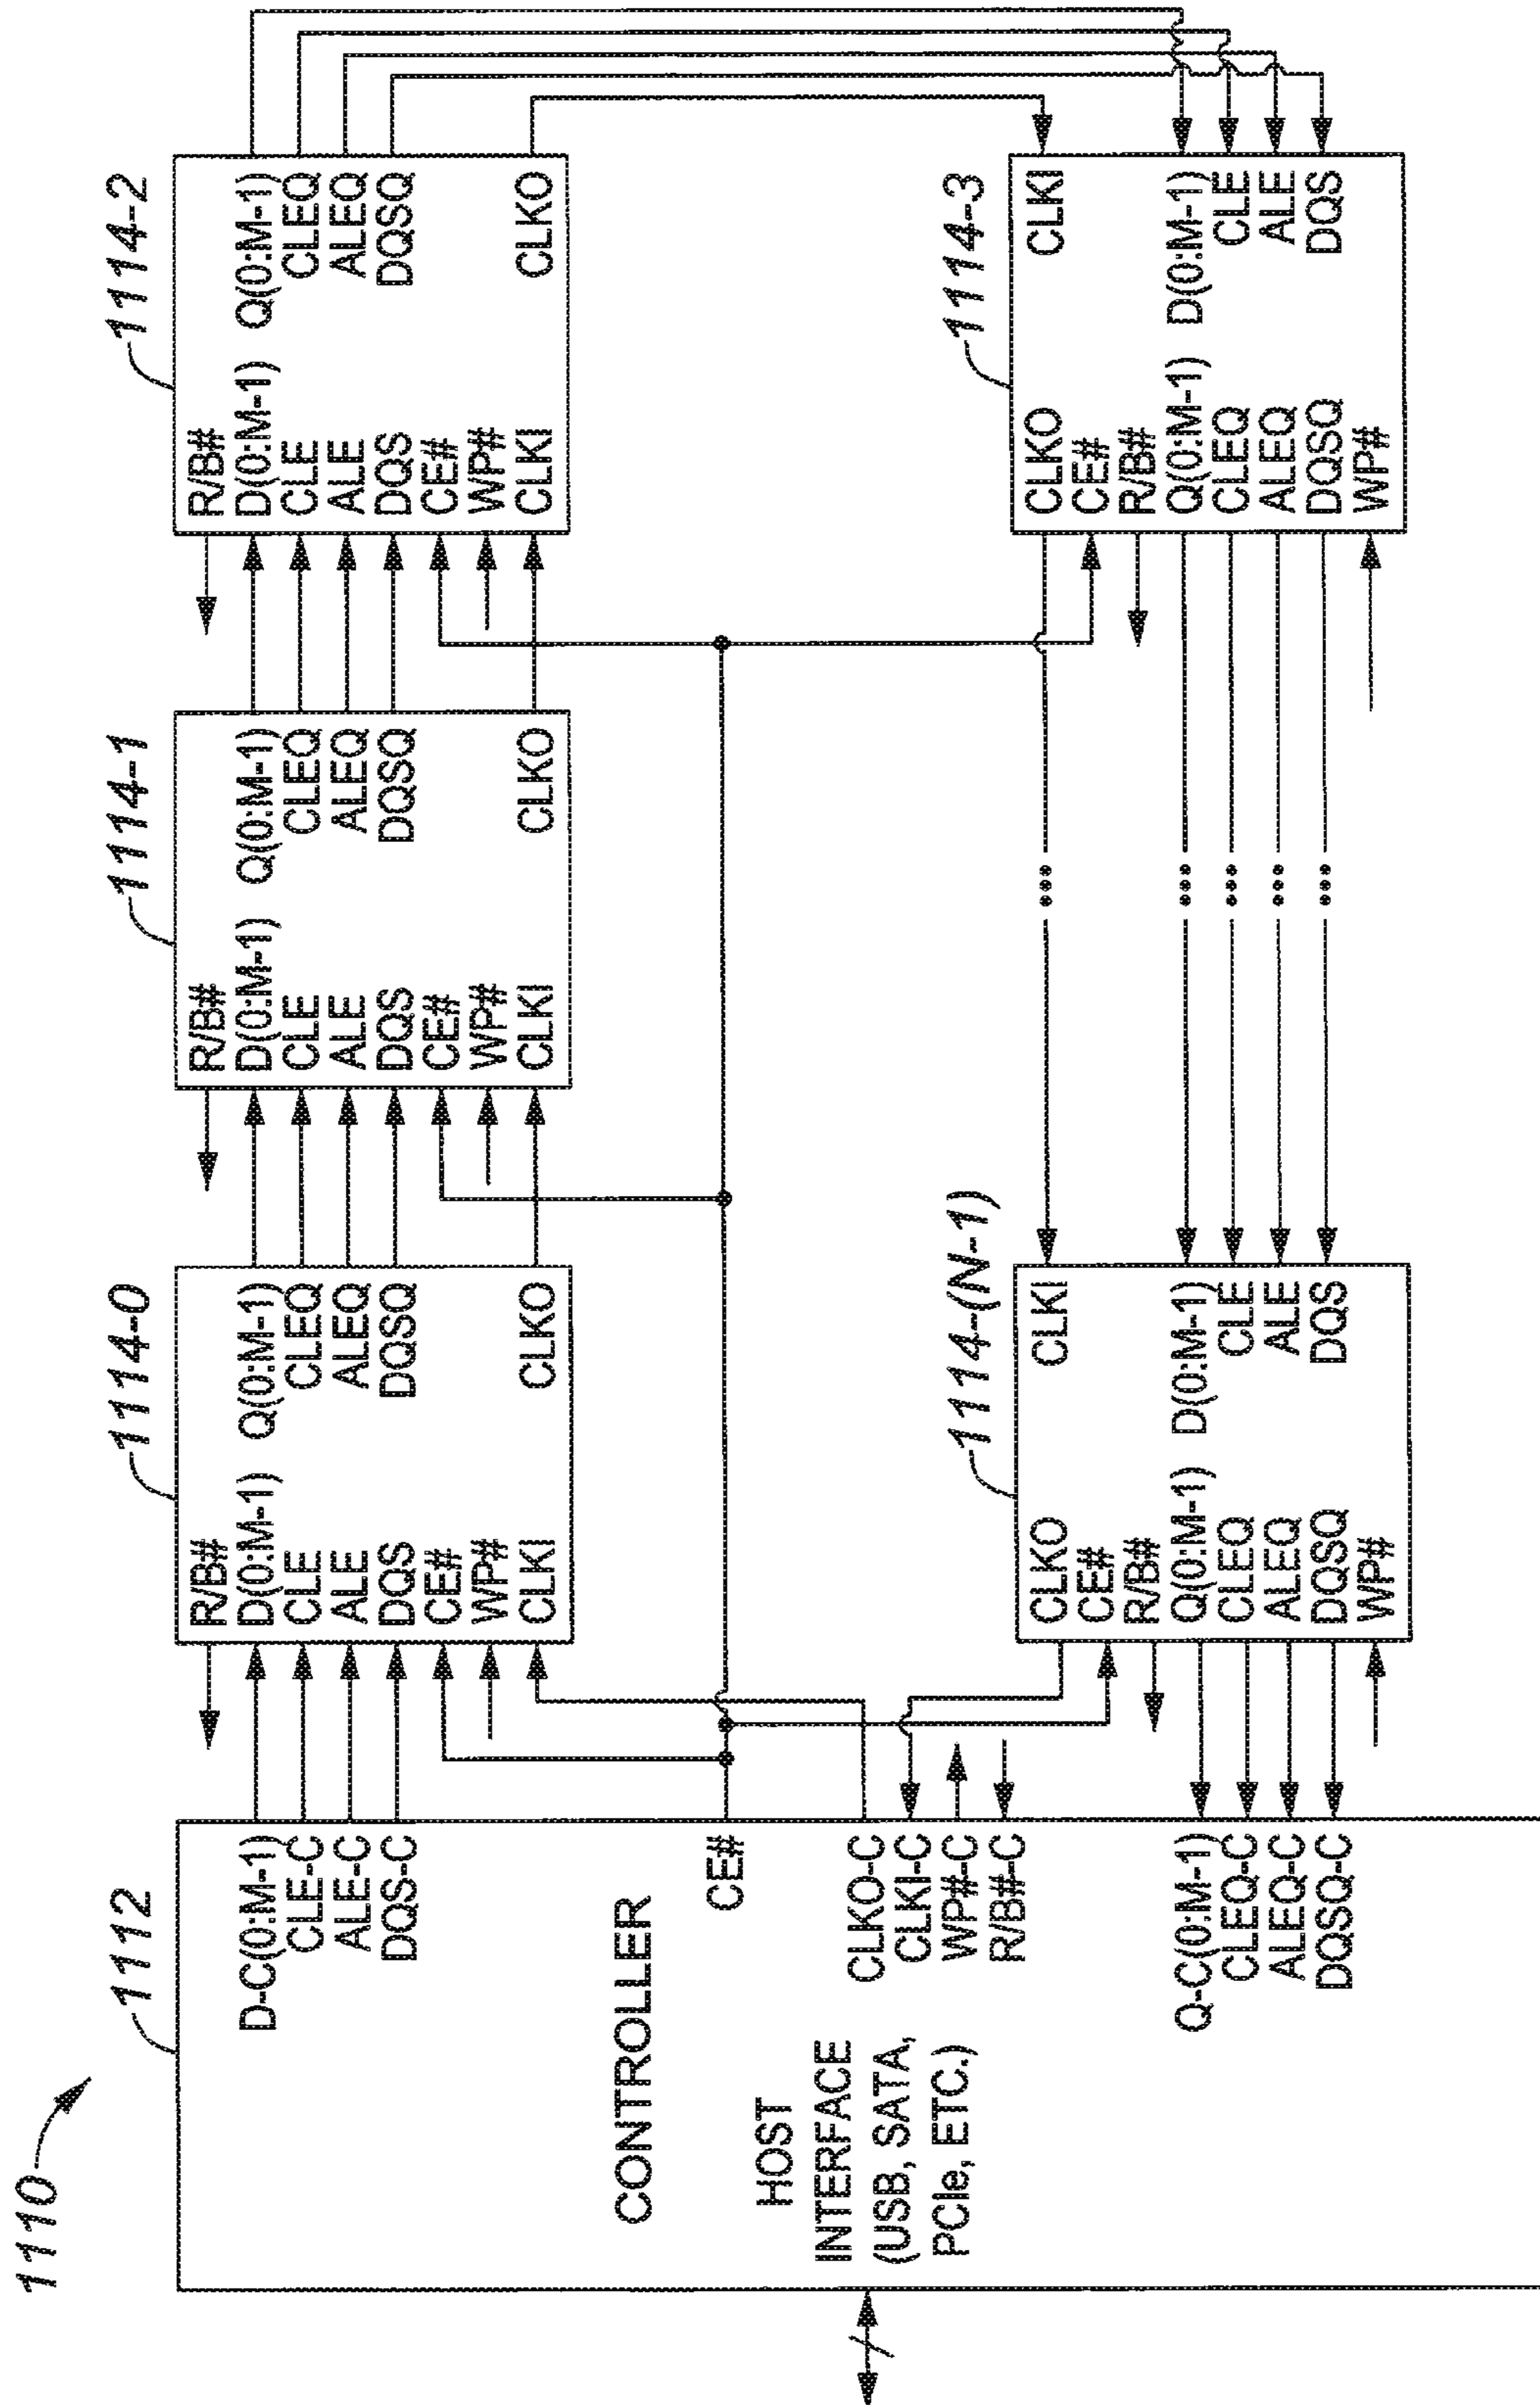 1110
1112
D-C(0:M-1)
CLE-C
ALE-C
DQS-C
CONTROLLER
HOST
INTERFACE
(USB, SATA,
PCIe, ETC.)
CE#
CLKO-C
CLKI-C
WP#-C
R/B#-C
Q-C(0:M-1)
CLEQ-C
ALEQ-C
DQSQ-C
1114-0
R/B#
D(0:M-1) Q(0:M-1)
CLE CLEQ
ALE ALEQ
DQS DQSQ
CE#
WP#
CLKI CLKO
1114-1
R/B#
D(0:M-1) Q(0:M-1)
CLE CLEQ
ALE ALEQ
DQS DQSQ
CE#
WP#
CLKI CLKO
1114-2
R/B#
D(0:M-1) Q(0:M-1)
CLE CLEQ
ALE ALEQ
DQS DQSQ
CE#
WP#
CLKI CLKO
1114-(N-1)
CLKO CLKI
CE#
R/B#
Q(0:M-1) D(0:M-1)
CLEQ CLE
ALEQ ALE
DQSQ DQS
WP#
1114-3
CLKO CLKI
CE#
R/B#
Q(0:M-1) D(0:M-1)
CLEQ CLE
ALEQ ALE
DQSQ DQS
WP#